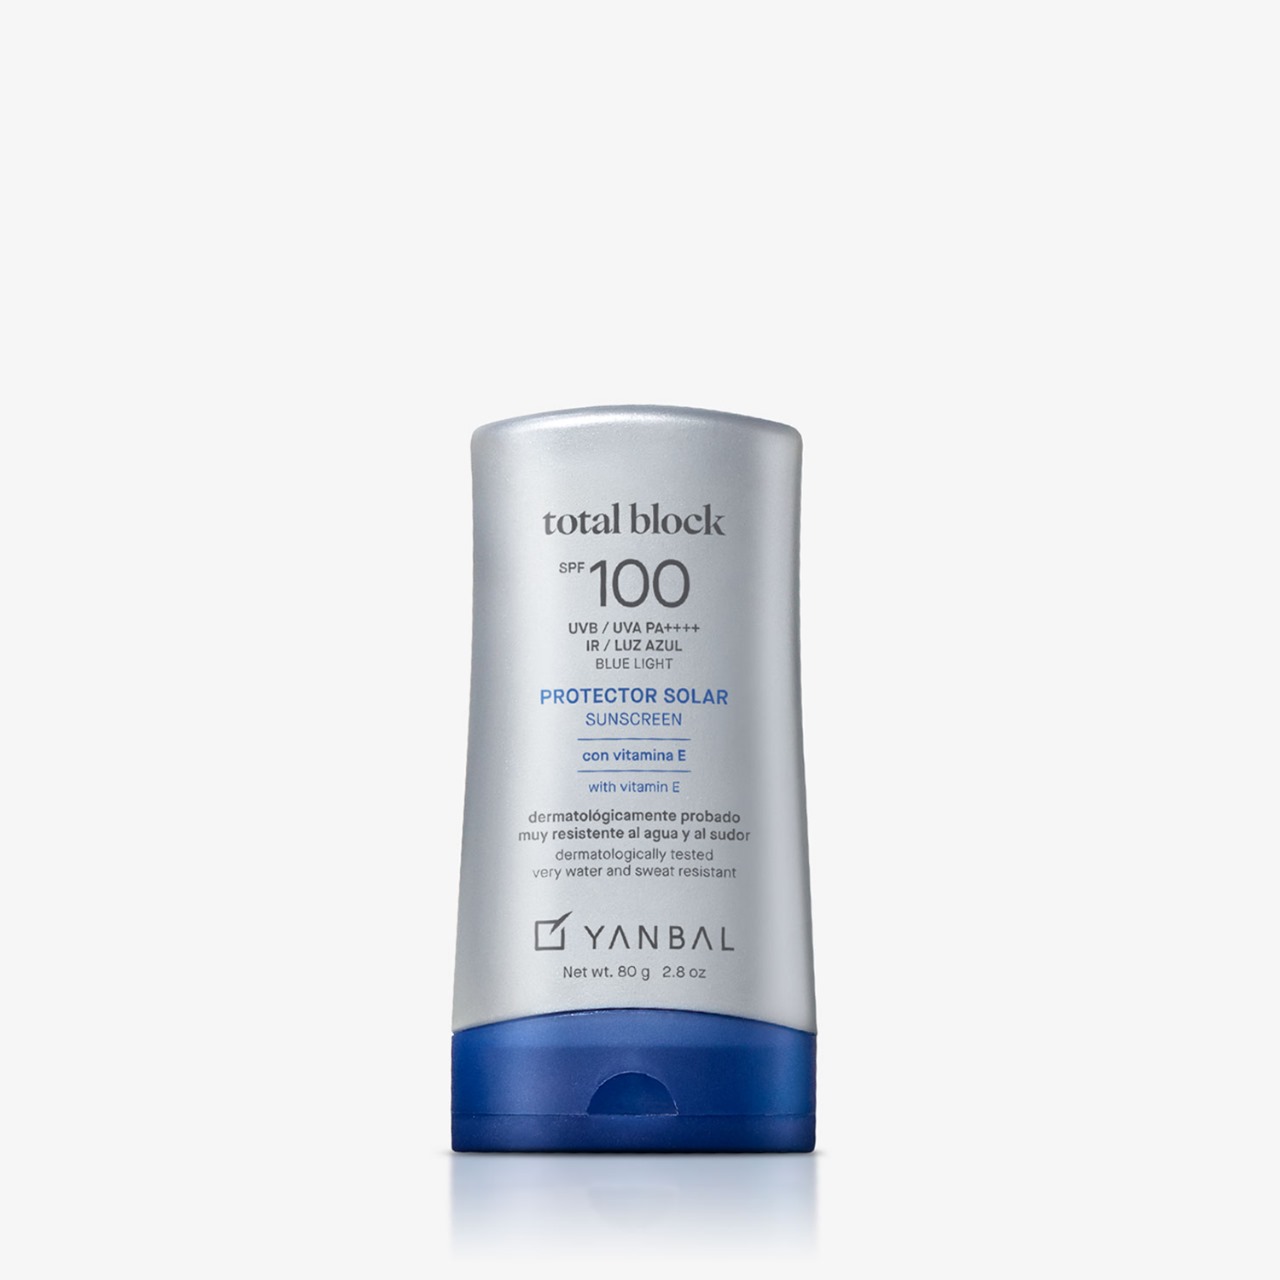 total block
SPF 100
UVB / UVA PA++++
IR / LUZ AZUL
BLUE LIGHT
PROTECTOR SOLAR
SUNSCREEN
con vitamina E
with vitamin E
dermatológicamente probado
muy resistente al agua y al sudor
dermatologically tested
very water and sweat resistant
YANBAL
Net wt. 80 g 2.8 oz